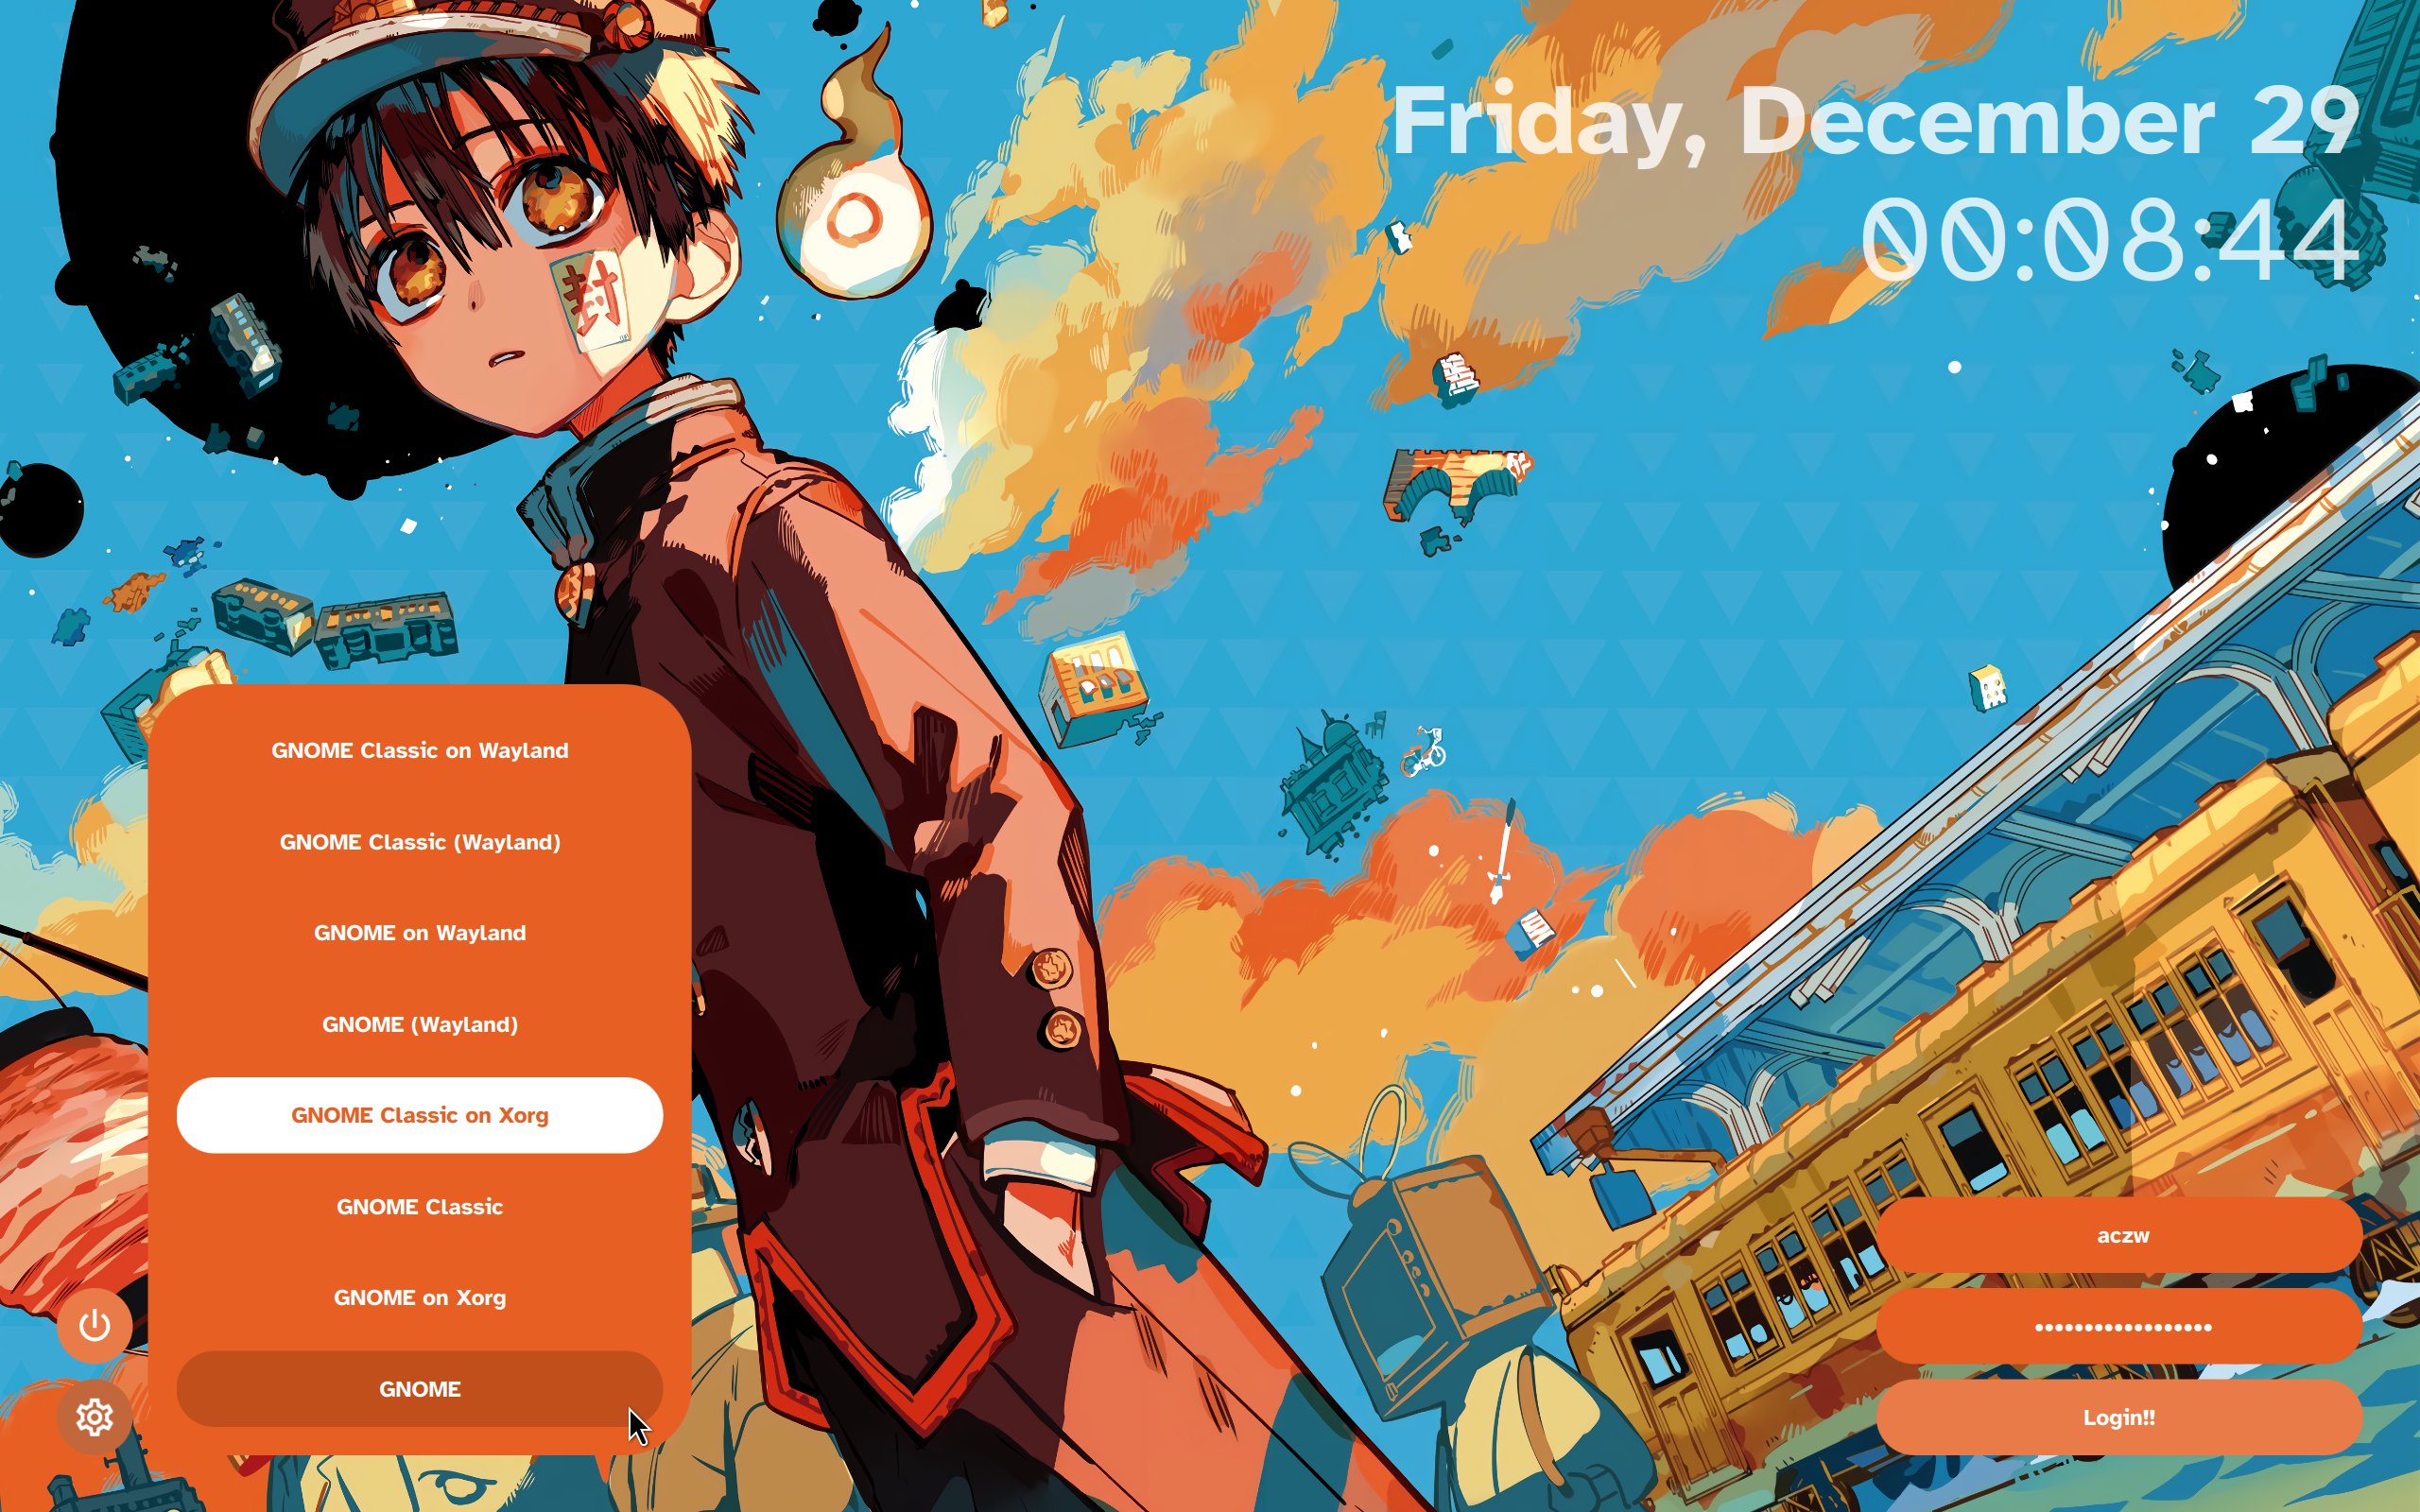 Friday, December 29
00:08:44
封
GNOME Classic on Wayland
GNOME Classic (Wayland)
GNOME on Wayland
GNOME (Wayland)
GNOME Classic on Xorg
GNOME Classic
GNOME on Xorg
GNOME
aczw
••••••••••••••••••
Login!!